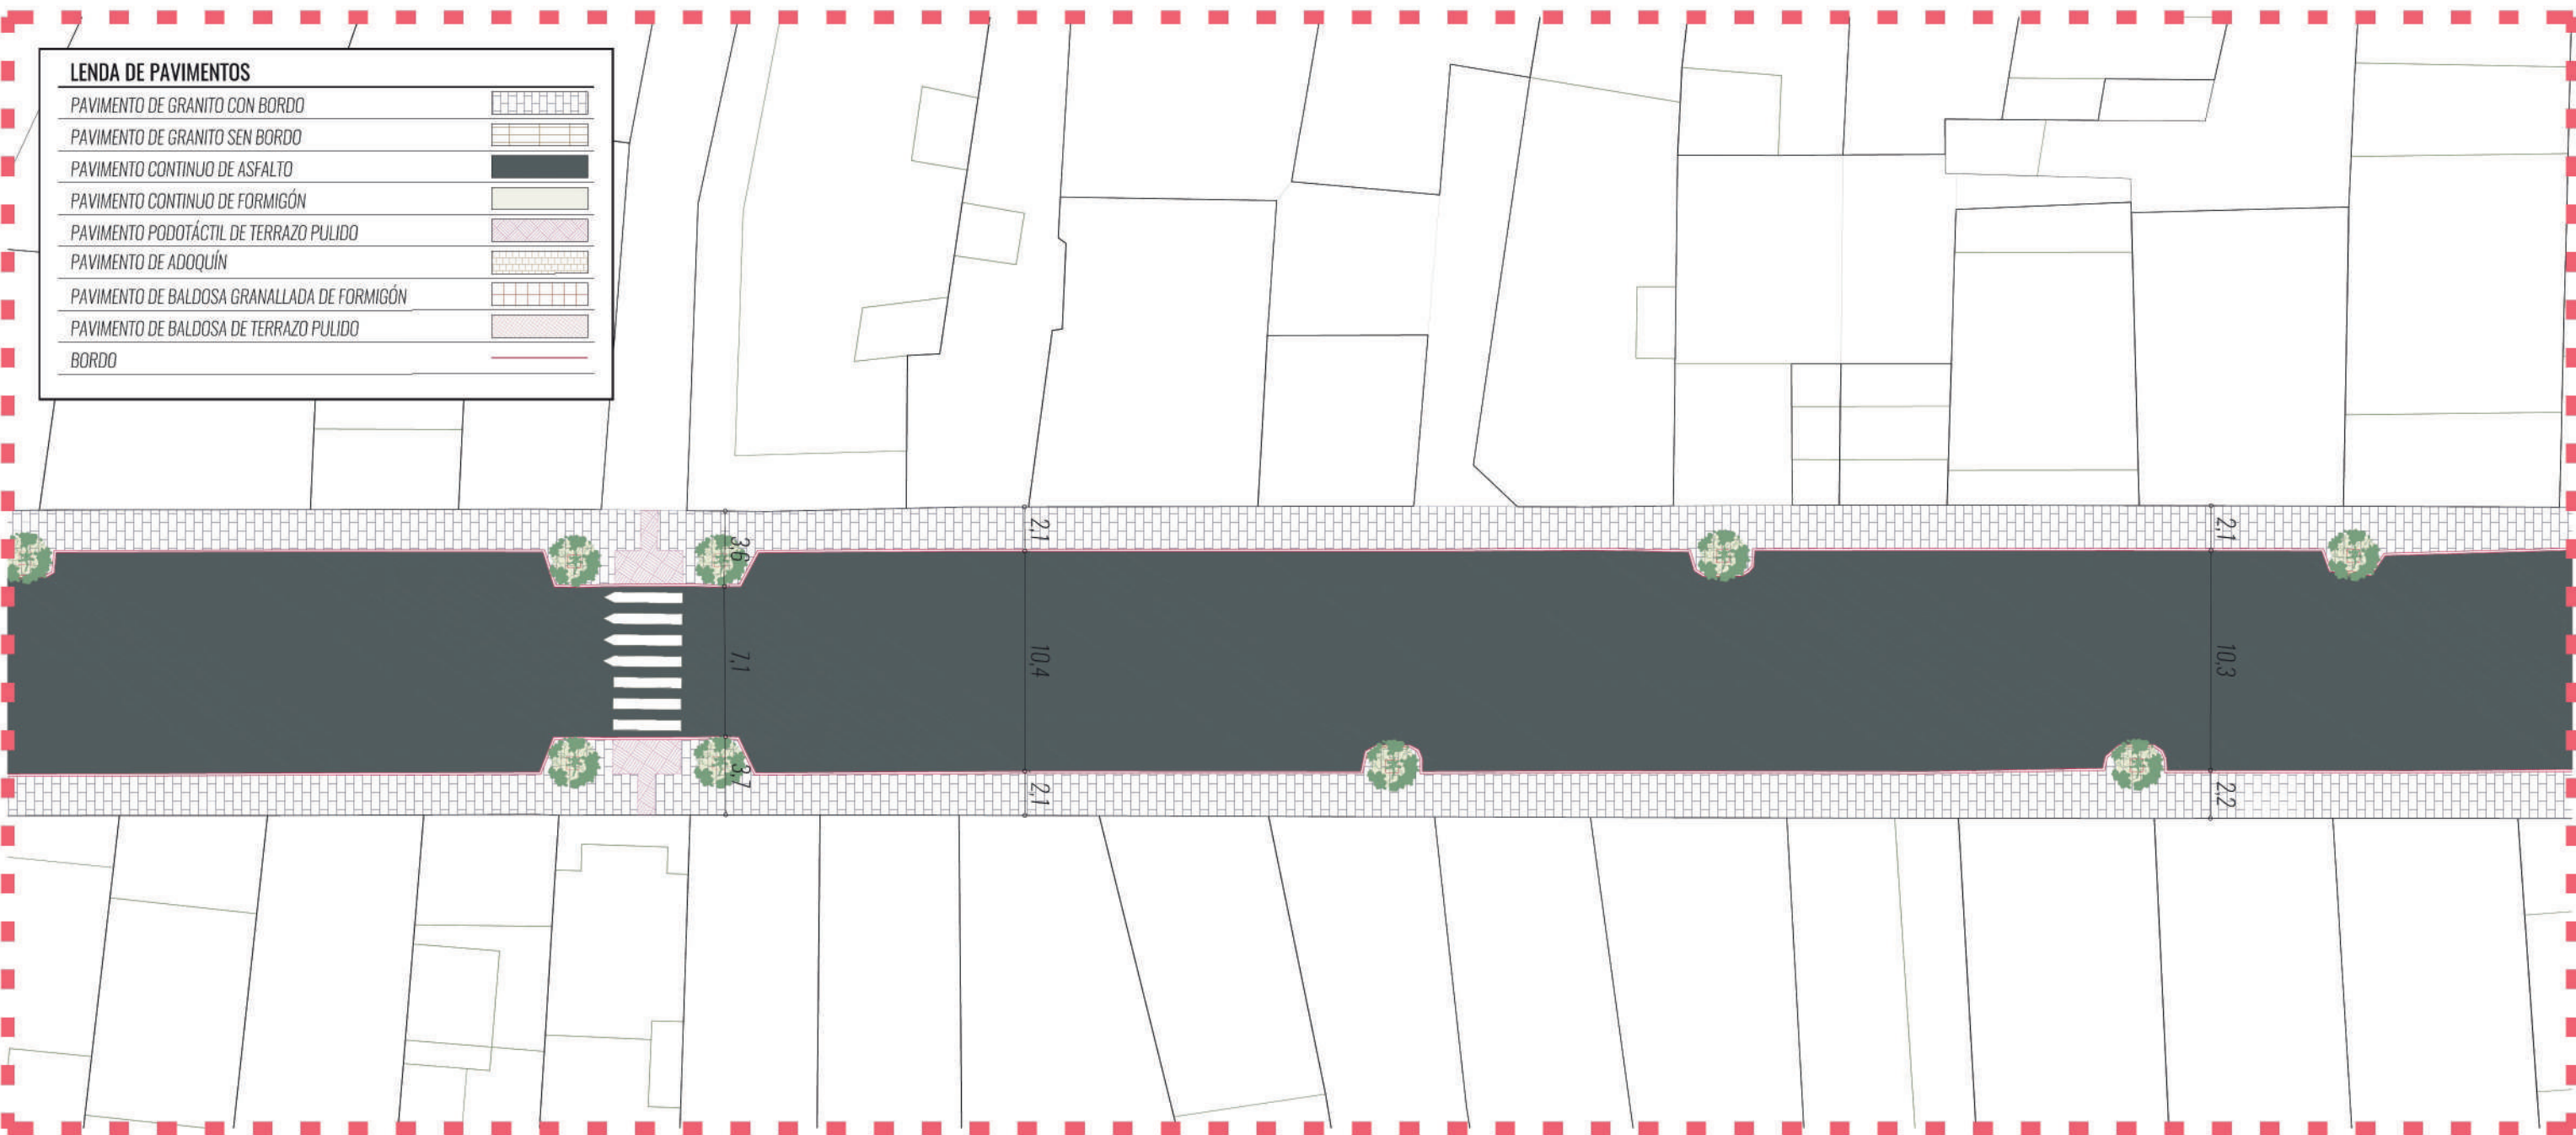 LENDA DE PAVIMENTOS
PAVIMENTO DE GRANITO CON BORDO
PAVIMENTO DE GRANITO SEN BORDO
PAVIMENTO CONTINUO DE ASFALTO
PAVIMENTO CONTINUO DE FORMIGÓN
PAVIMENTO PODOTÁCTIL DE TERRAZO PULIDO
PAVIMENTO DE ADOQUÍN
PAVIMENTO DE BALDOSA GRANALLADA DE FORMIGÓN
PAVIMENTO DE BALDOSA DE TERRAZO PULIDO
BORDO
3,6
7,1
3,7
2,1
10,4
2,1
2,1
10,3
2,2